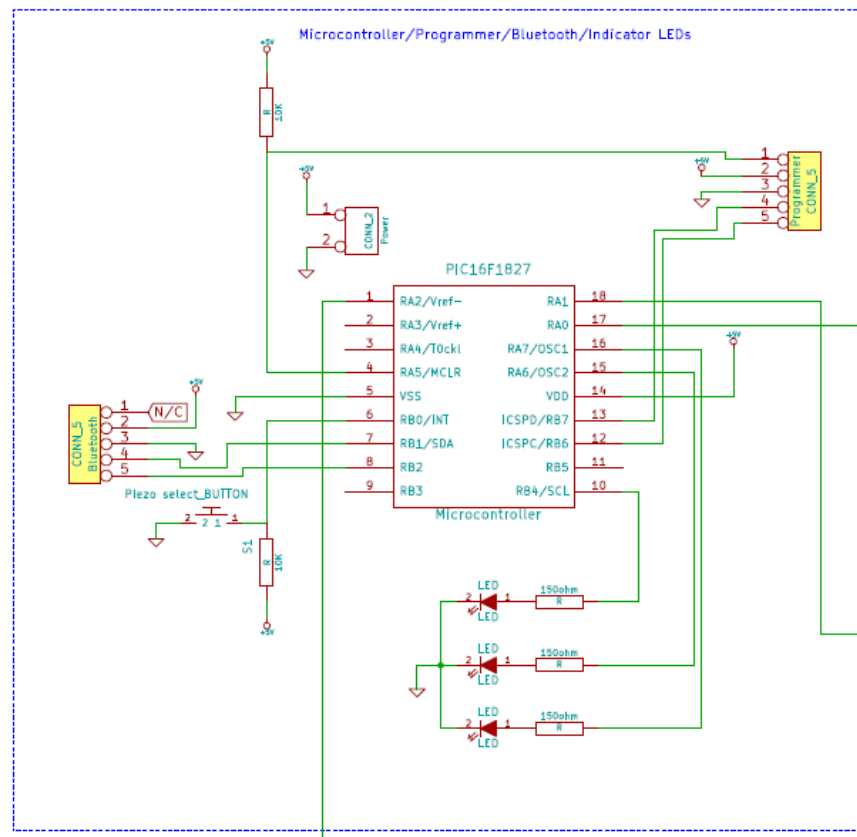 Microcontroller/Programmer/Bluetooth/Indicator LEDs
+5V
R
10K
+5V
1
2
3
4
5
Programmer
CONN_5
+5V
1
2
CONN_2
Power
PIC16F1827
1 RA2/Vref-
2 RA3/Vref+
3 RA4/TOckl
4 RA5/MCLR
5 VSS
6 RB0/INT
7 RB1/SDA
8 RB2
9 RB3
RA1 18
RA0 17
RA7/OSC1 16
RA6/OSC2 15
VDD 14
ICSPD/RB7 13
ICSPC/RB6 12
RB5 11
RB4/SCL 10
Microcontroller
+5V
+5V
CONN_5
Bluetooth
1 N/C
2
3
4
5
PIezo select_BUTTON
2 2 1 1
S1
R
10K
+5V
LED
2 1
LED
150ohm
R
LED
2 1
LED
150ohm
R
LED
2 1
LED
150ohm
R